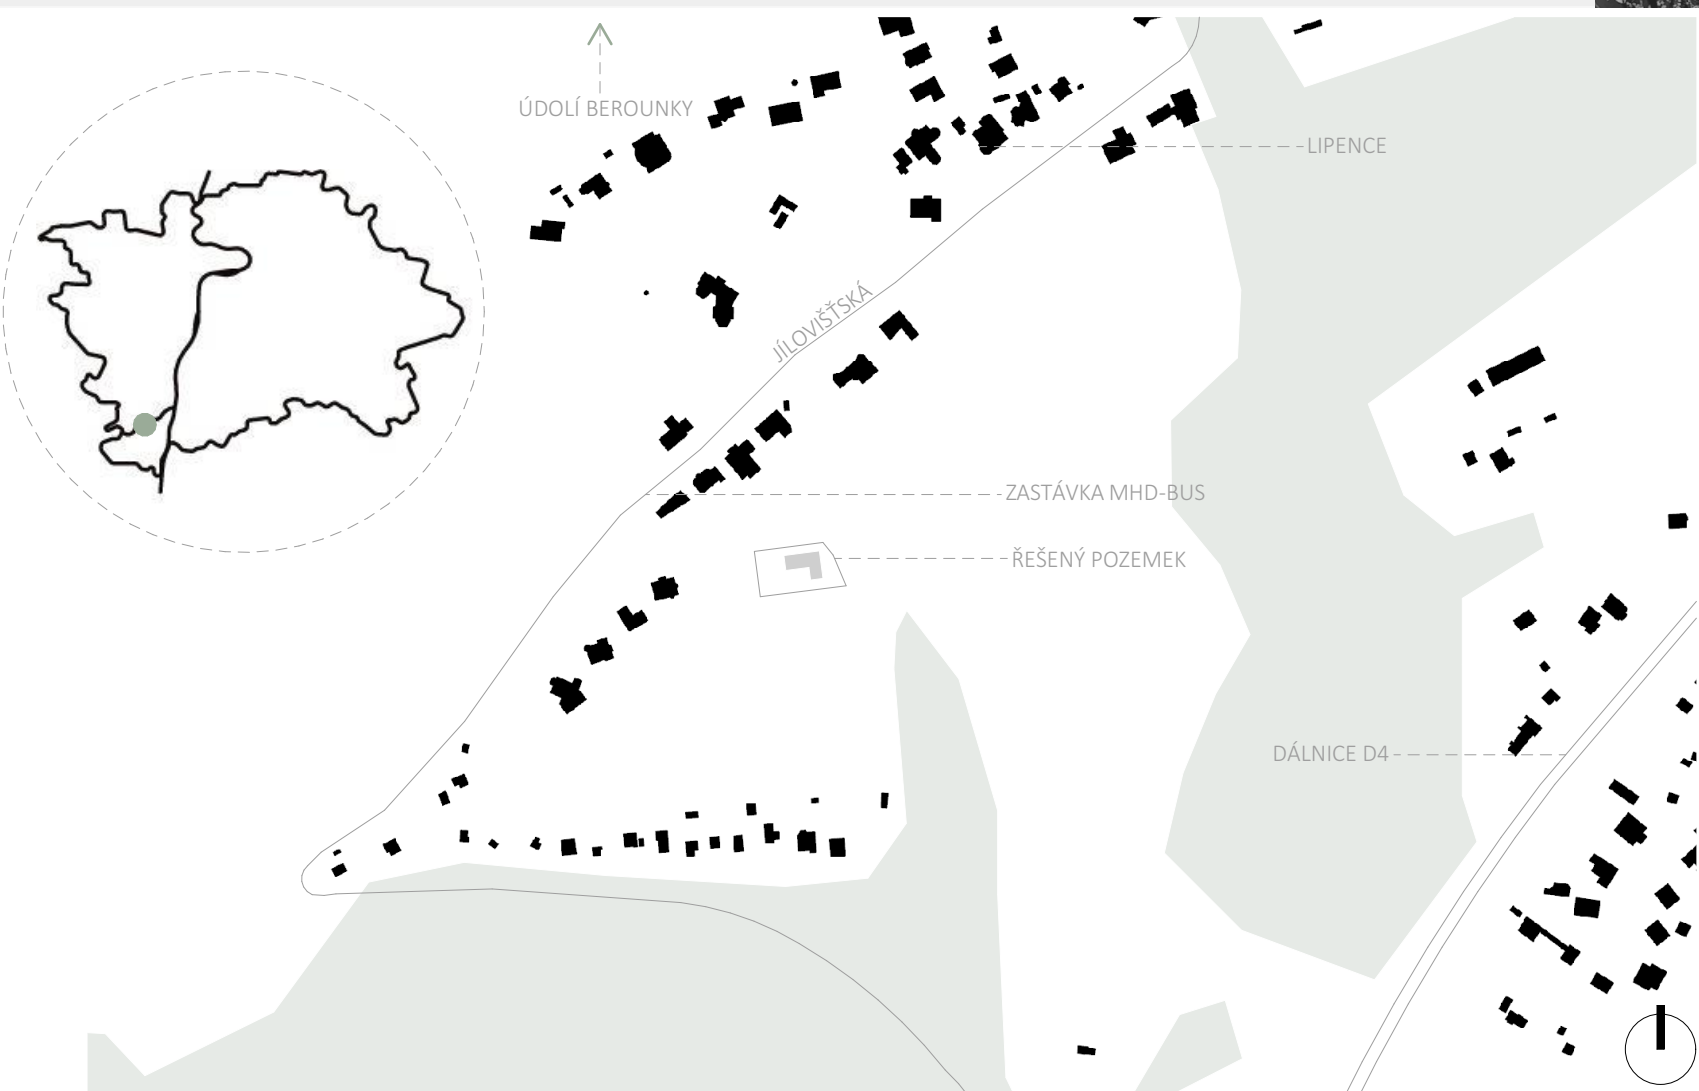 ÚDOLÍ BEROUNKY
LIPENCE
JÍLOVIŠŤSKÁ
ZASTÁVKA MHD-BUS
ŘEŠENÝ POZEMEK
DÁLNICE D4